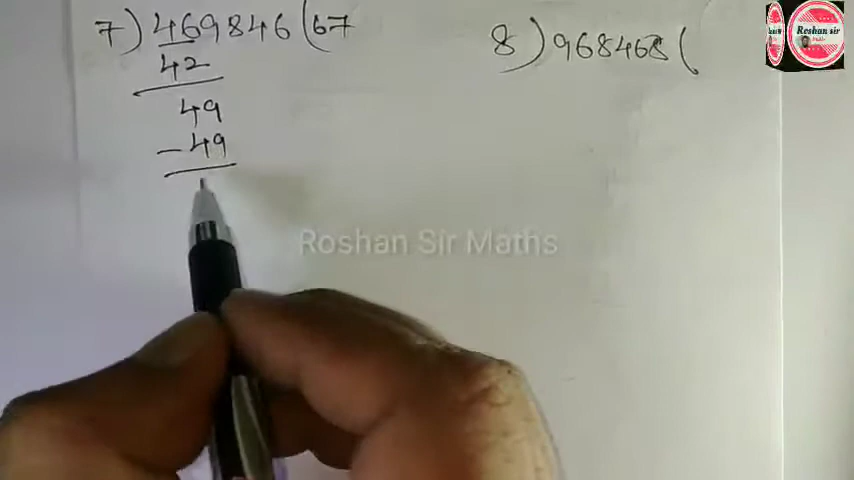 7)469846(67
42
49
-49
8)968468(
Roshan sir
Roshan Sir Maths